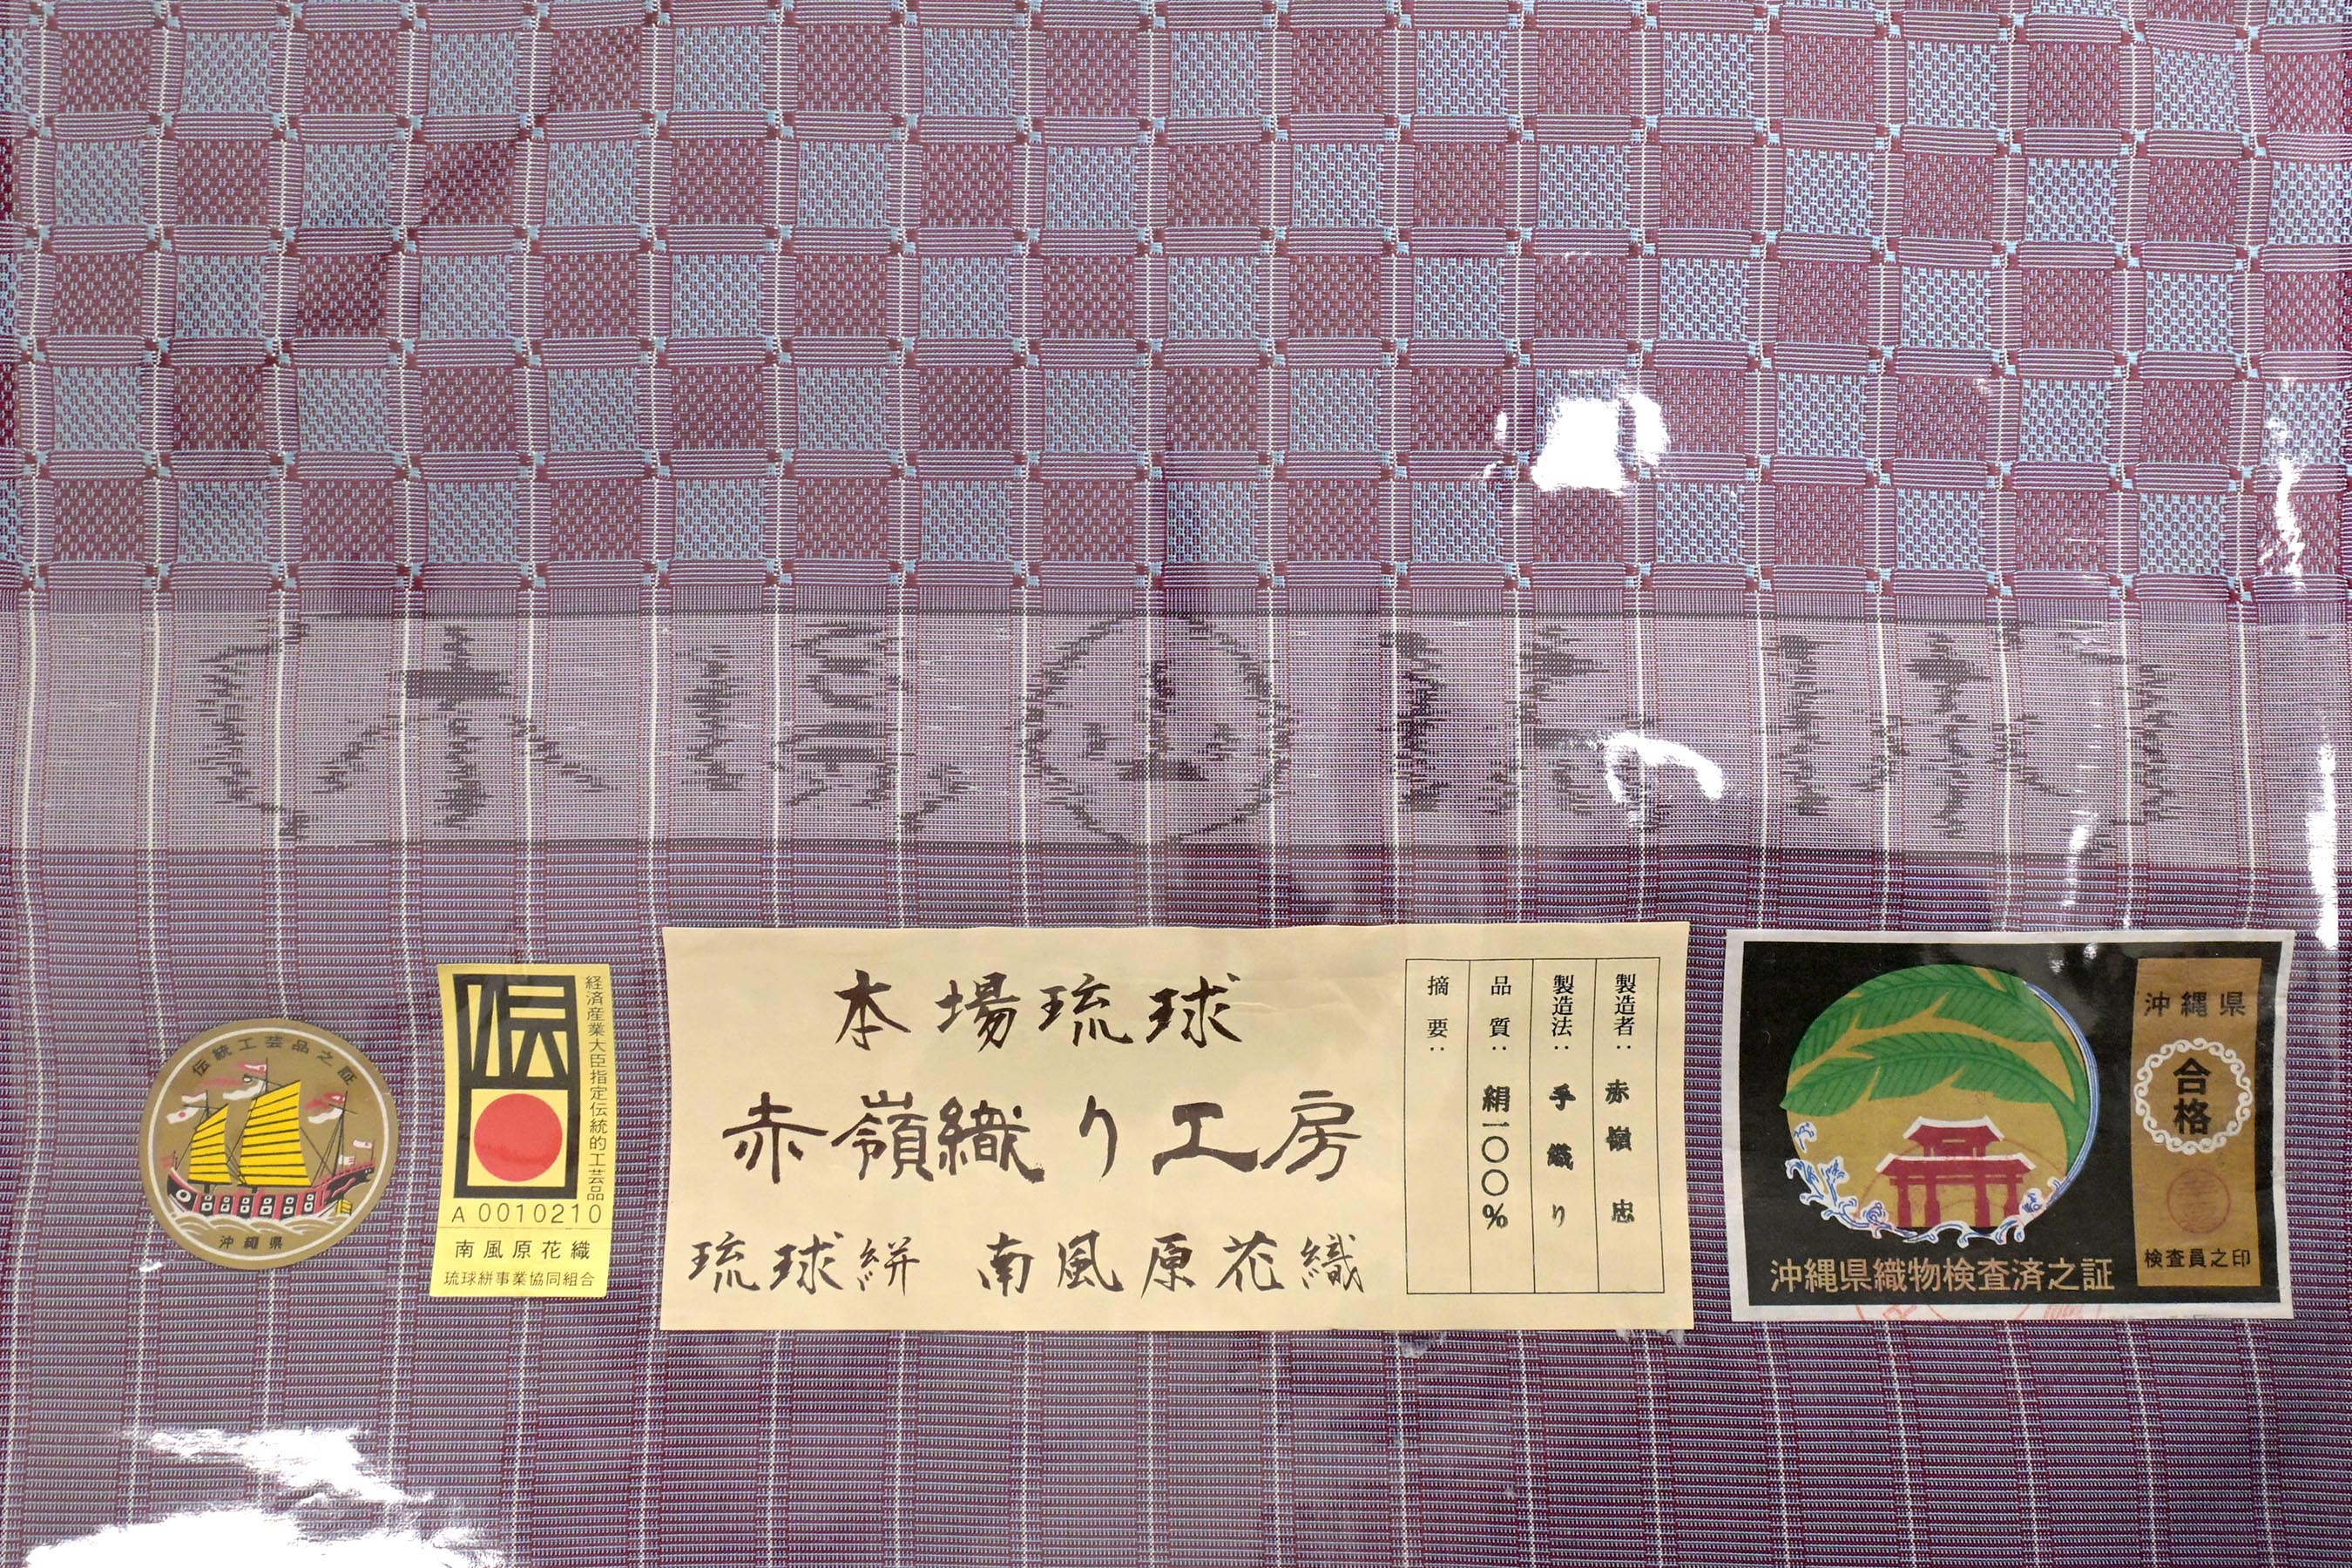 伝統工芸品之証
沖縄県
経済産業大臣指定伝統的工芸品
A 0010210
南風原花織
琉球絣事業協同組合
本場琉球
赤嶺織り工房
琉球絣 南風原花織
製造者: 赤嶺 忠
製造法: 手織り
品質: 絹一〇〇%
摘要:
沖縄県
合格
検査員之印
沖縄県織物検査済之証